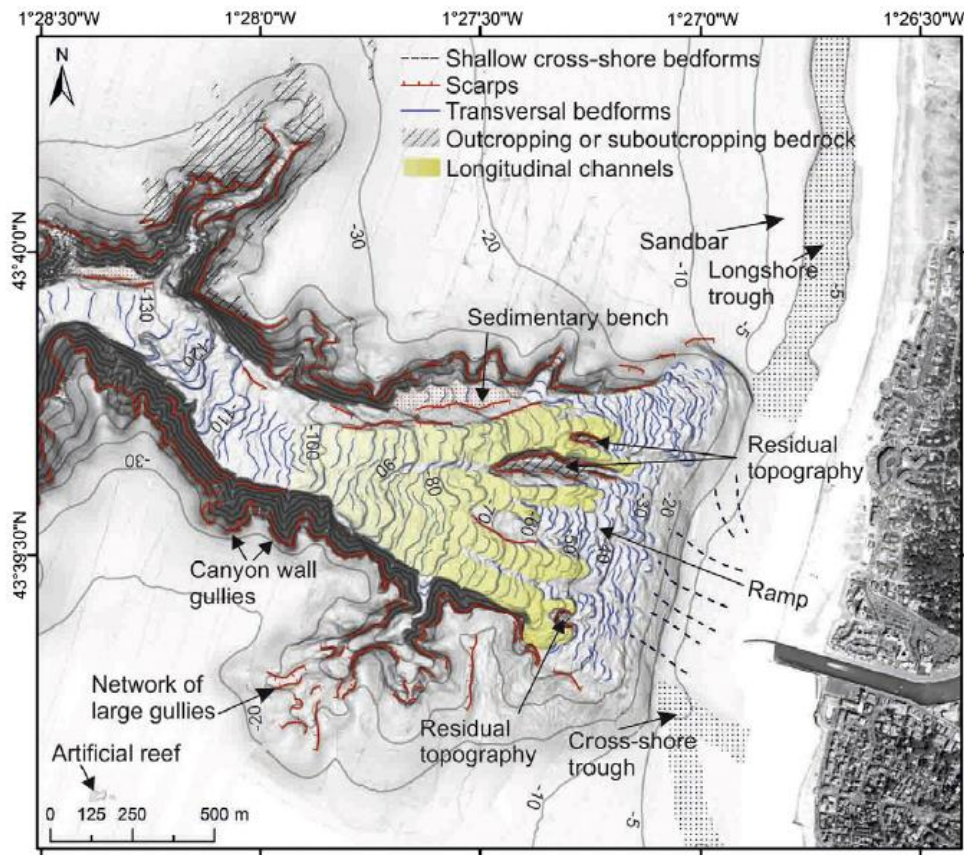 1°28'30"W
1°28'0"W
1°27'30"W
1°27'0"W
1°26'30"W
N
Shallow cross-shore bedforms
Scarps
Transversal bedforms
Outcropping or suboutcropping bedrock
Longitudinal channels
-30
-20
-10
-5
-5
-5
Sandbar
Longshore
trough
43°40'0"N
-130
-120
-110
-100
-90
-80
-70
-60
-50
-40
-30
-20
Sedimentary bench
Residual
topography
-30
43°39'30"N
Canyon wall
gullies
Ramp
Network of
large gullies
-20
Residual
topography
Cross-shore
trough
Artificial reef
-10
-5
0
125
250
500 m